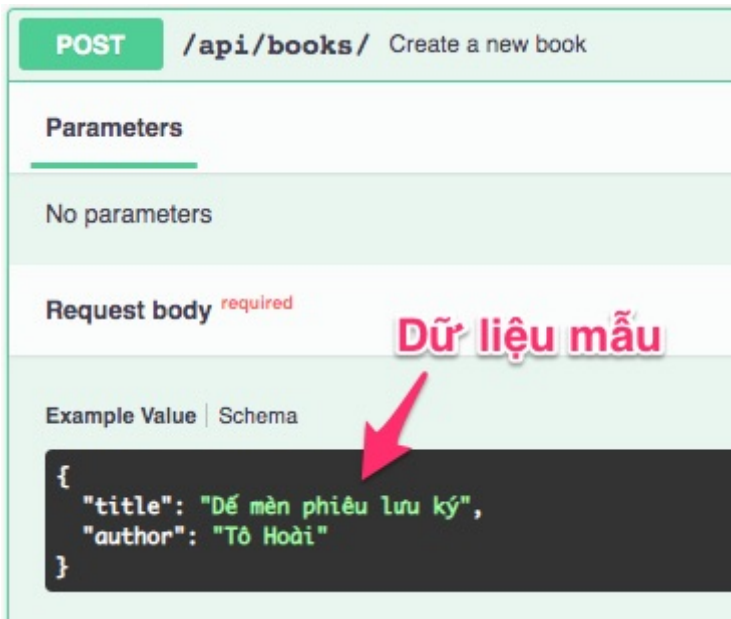 POST /api/books/ Create a new book
Parameters
No parameters
Request body required
Dữ liệu mẫu
Example Value | Schema
{
"title": "Dế mèn phiêu lưu ký",
"author": "Tô Hoài"
}